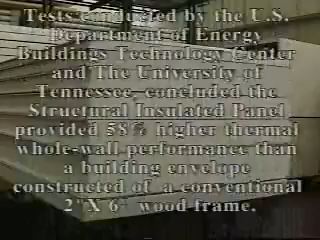 Tests conducted by the U.S.
Department of Energy
Buildings Technology Center
and The University of
Tennessee, concluded the
Structural Insulated Panel
provided 58% higher thermal
whole-wall performance than
a building envelope
constructed of a conventional
2"X 6" wood frame.